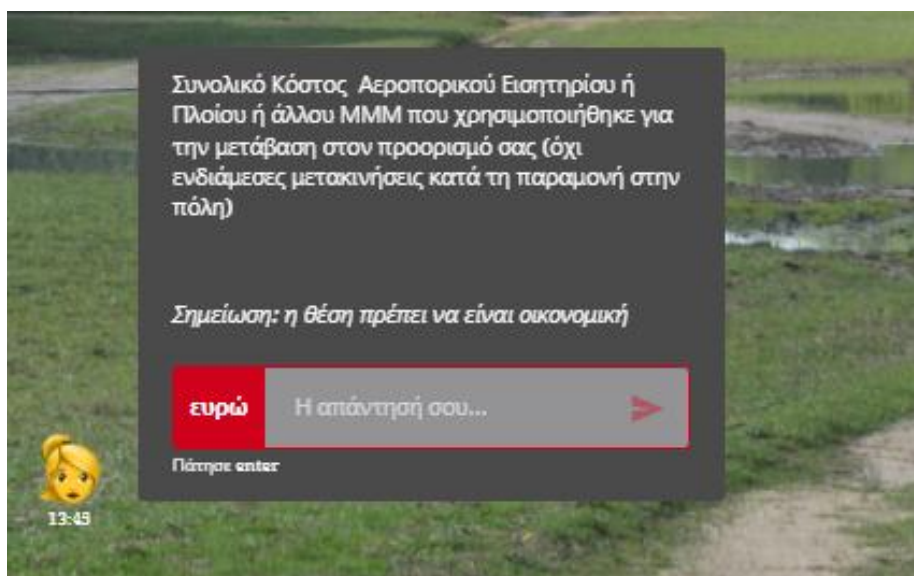 Συνολικό Κόστος Αεροπορικού Εισητηρίου ή
Πλοίου ή άλλου ΜΜΜ που χρησιμοποιήθηκε για
την μετάβαση στον προορισμό σας (όχι
ενδιάμεσες μετακινήσεις κατά τη παραμονή στην
πόλη)
Σημείωση: η θέση πρέπει να είναι οικονομική
ευρώ Η απάντησή σου...
Πάτησε enter
13:45